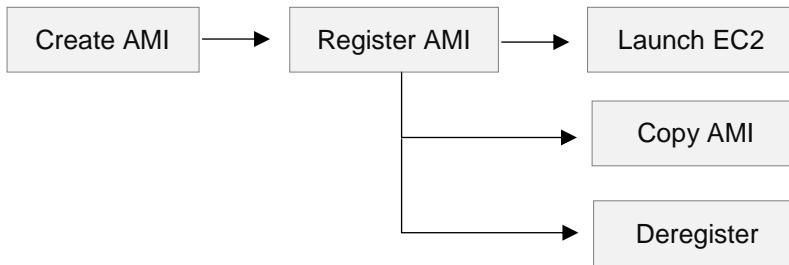 Create AMI
Register AMI
Launch EC2
Copy AMI
Deregister